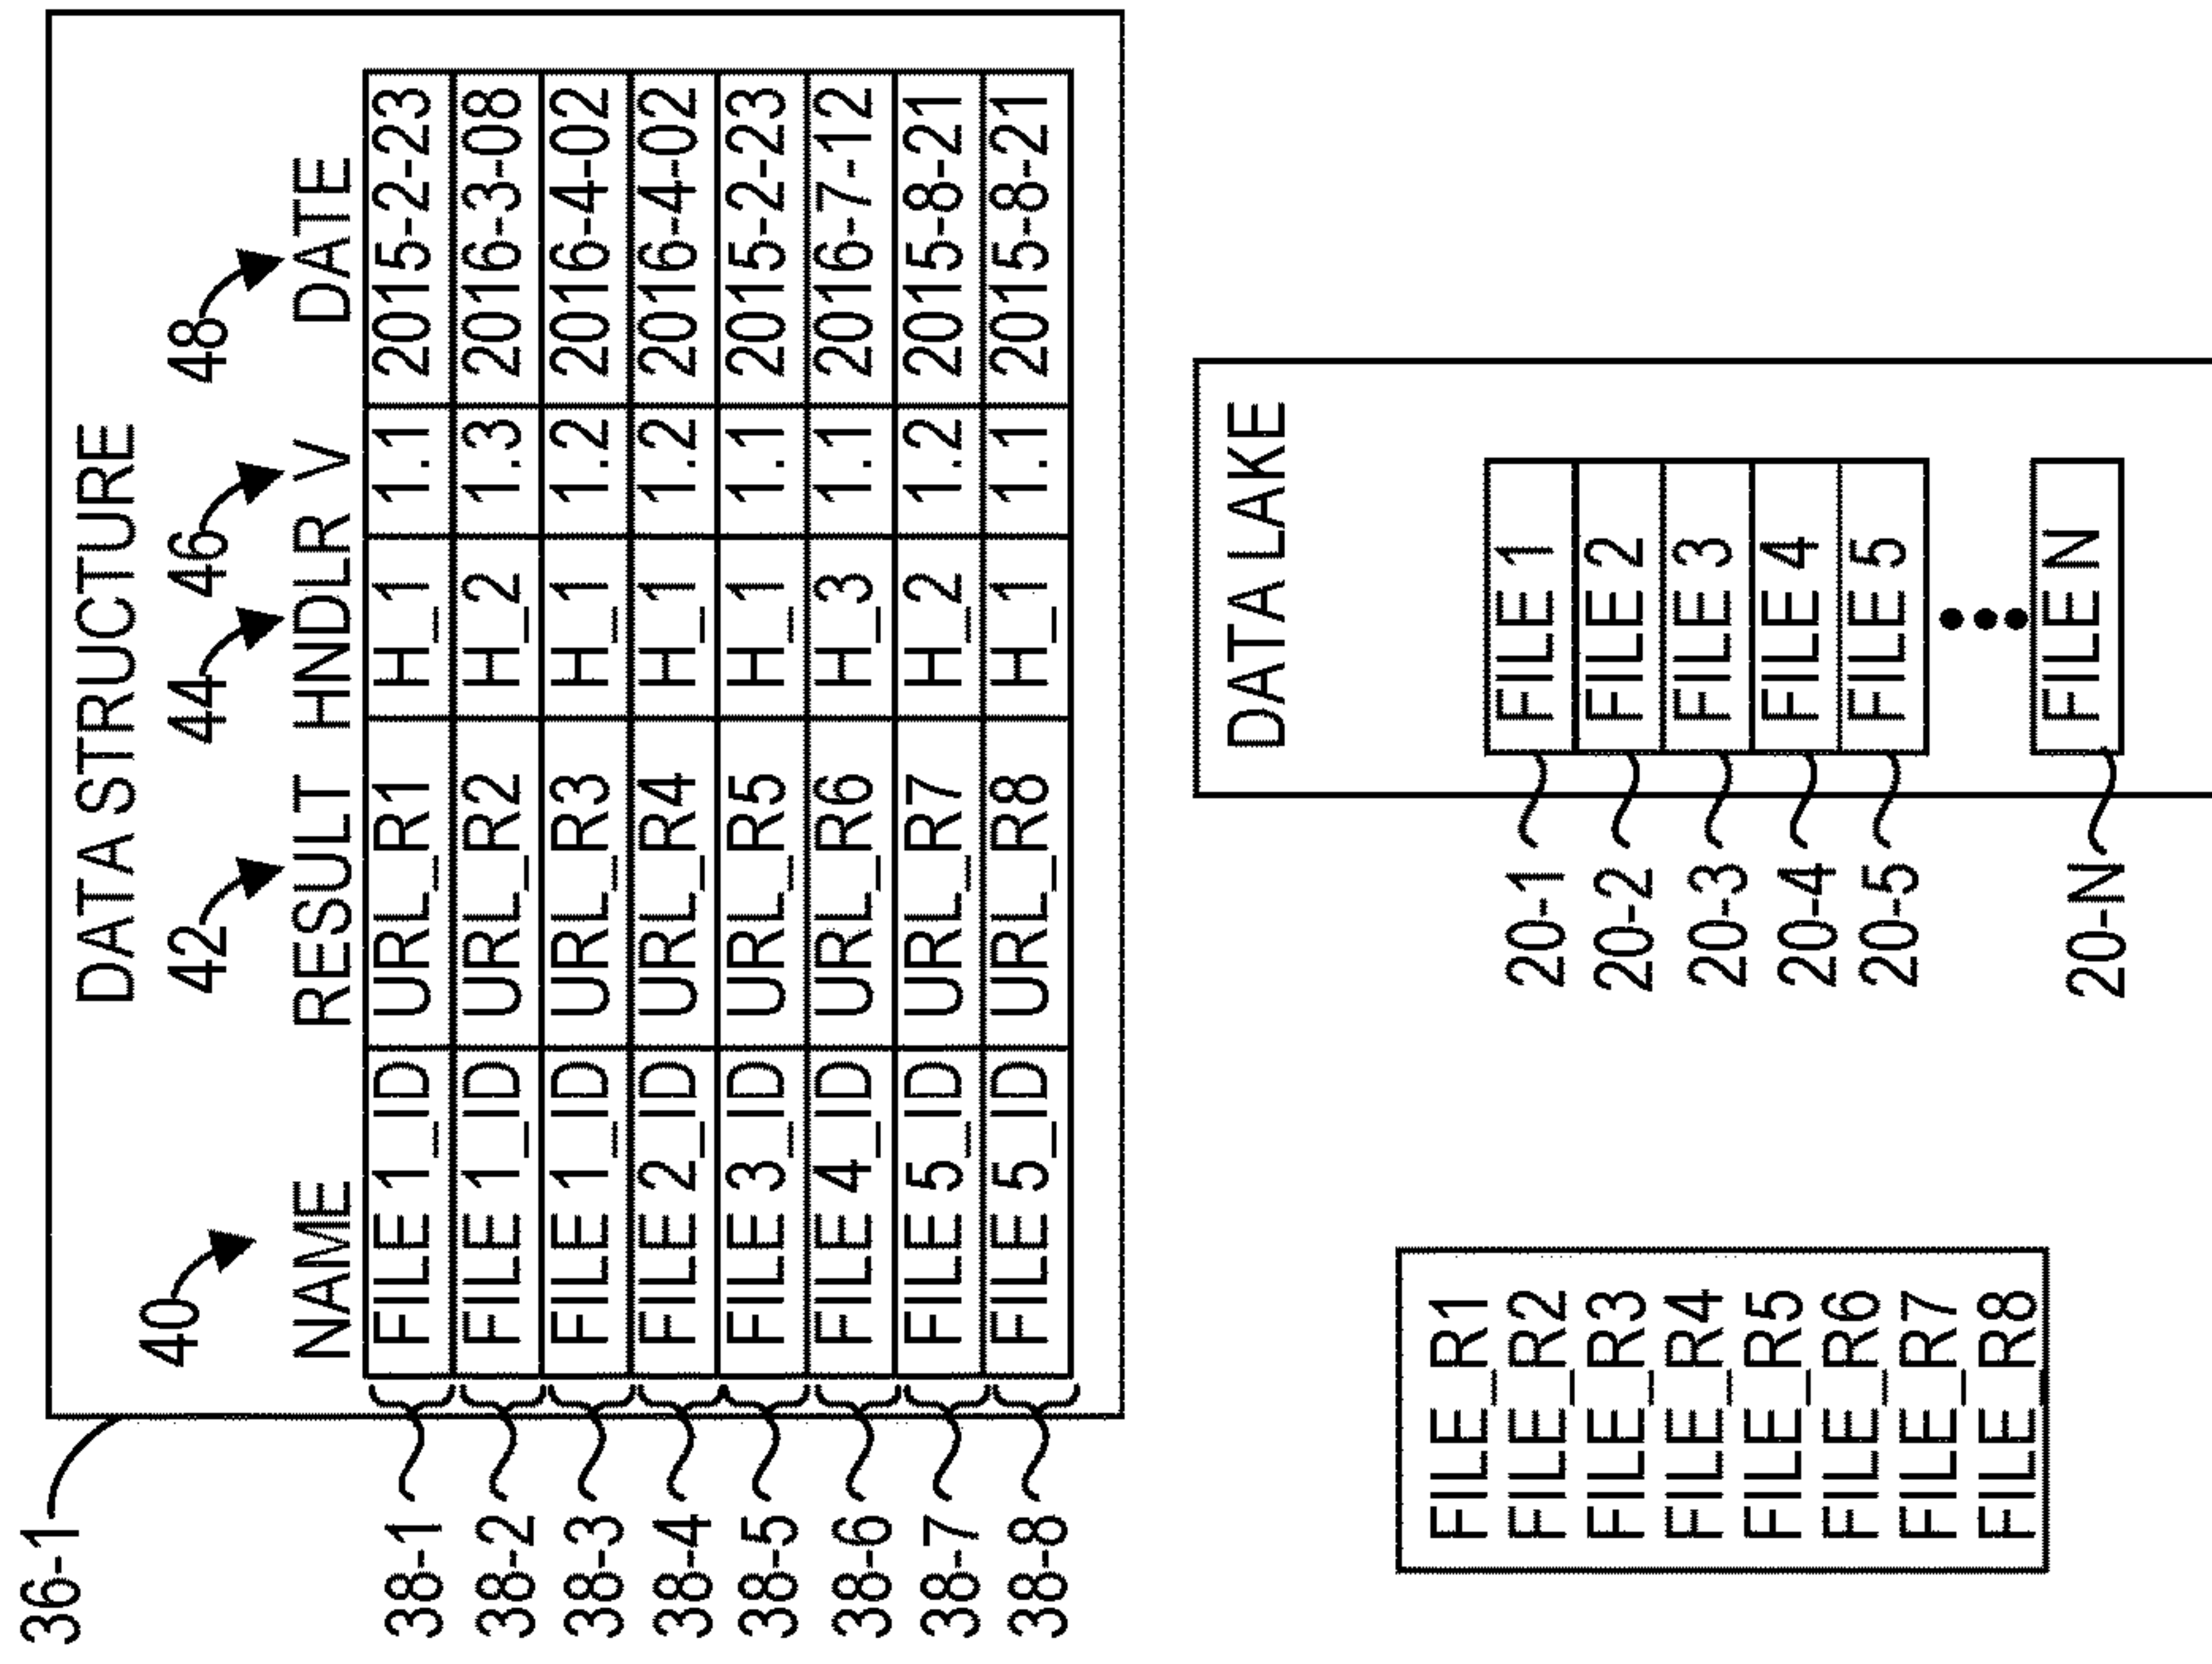 36-1
DATA STRUCTURE
40 42 44 46 48
NAME RESULT HNDLR V DATE
38-1 FILE 1_ID URL_R1 H_1 1.1 2015-2-23
38-2 FILE 1_ID URL_R2 H_2 1.3 2016-3-08
38-3 FILE 1_ID URL_R3 H_1 1.2 2016-4-02
38-4 FILE 2_ID URL_R4 H_1 1.2 2016-4-02
38-5 FILE 3_ID URL_R5 H_1 1.1 2015-2-23
38-6 FILE 4_ID URL_R6 H_3 1.1 2016-7-12
38-7 FILE 5_ID URL_R7 H_2 1.2 2015-8-21
38-8 FILE 5_ID URL_R8 H_1 1.1 2015-8-21
FILE_R1
FILE_R2
FILE_R3
FILE_R4
FILE_R5
FILE_R6
FILE_R7
FILE_R8
DATA LAKE
20-1 FILE 1
20-2 FILE 2
20-3 FILE 3
20-4 FILE 4
20-5 FILE 5
20-N FILE N